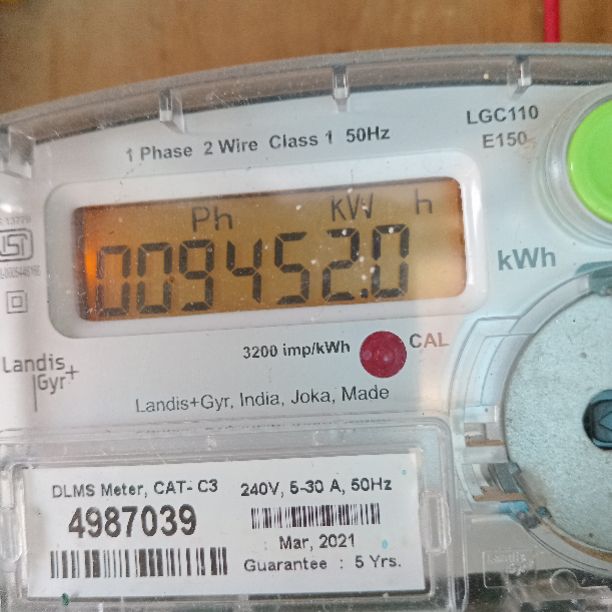 LGC110
E150
1 Phase 2 Wire Class 1 50Hz
Ph KW h
009452.0
kWh
3200 imp/kWh CAL
Landis
Gyr+
Landis+Gyr, India, Joka, Made
DLMS Meter, CAT- C3 240V, 5-30 A, 50Hz
4987039
Mar, 2021
Guarantee : 5 Yrs.